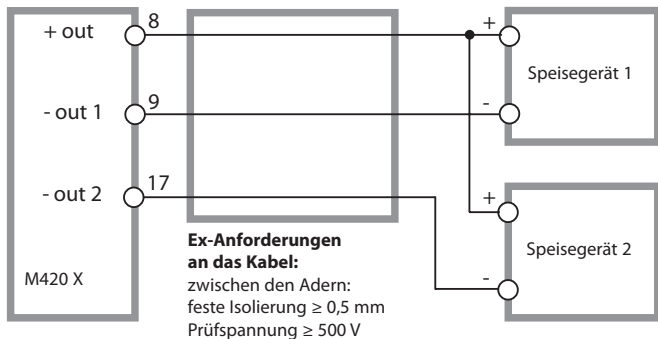 + out
8
+
Speisegerät 1
- out 1
9
-
- out 2
17
+
Speisegerät 2
-
M420 X
Ex-Anforderungen
an das Kabel:
zwischen den Adern:
feste Isolierung ≥ 0,5 mm
Prüfspannung ≥ 500 V